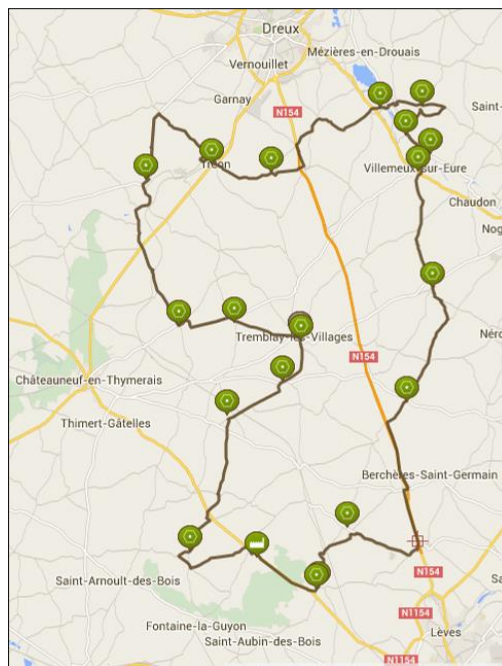 Dreux
Mézières-en-Drouais
Vernouillet
Garnay
N154
Saint-
Tréon
Villemeux-sur-Eure
Chaudon
Nog
Tremblay-les-Villages
Néro
N154
Châteauneuf-en-Thymerais
Thimert-Gâtelles
Berchères-Saint-Germain
N154
Saint-Arnoult-des-Bois
Sa
N1154
Fontaine-la-Guyon
Lèves
Saint-Aubin-des-Bois
N1154